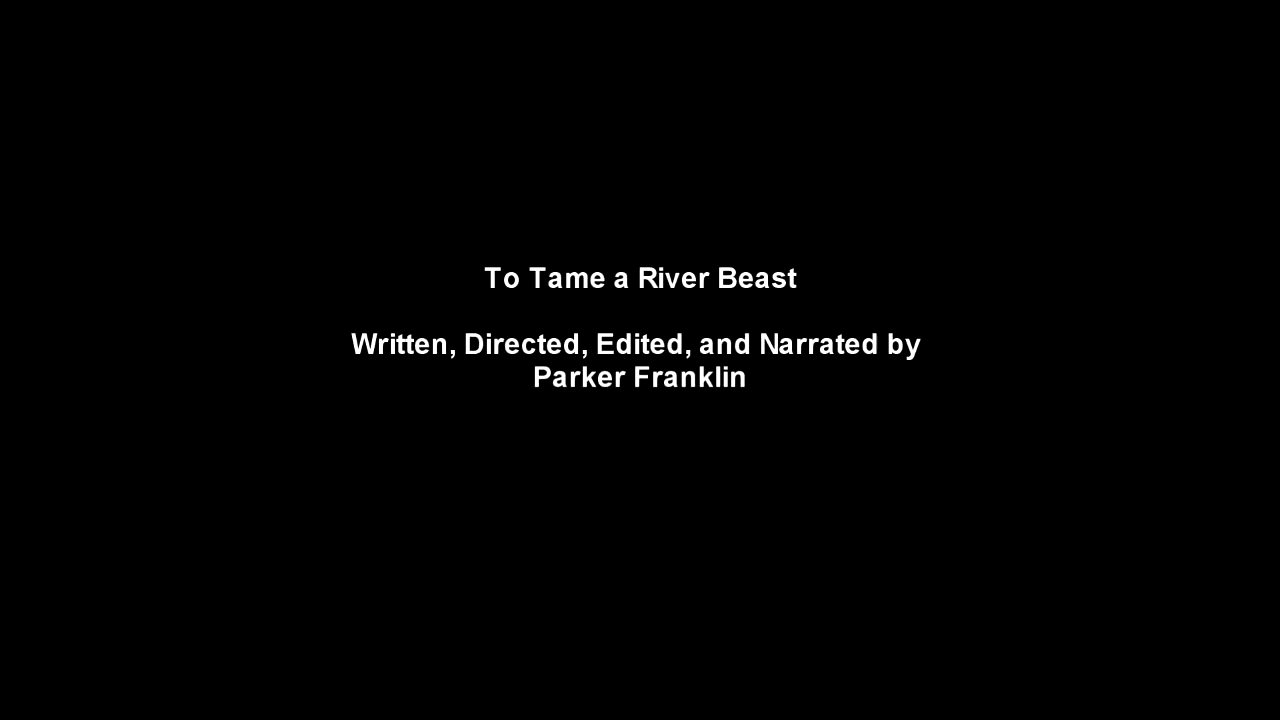 To Tame a River Beast
Written, Directed, Edited, and Narrated by
Parker Franklin